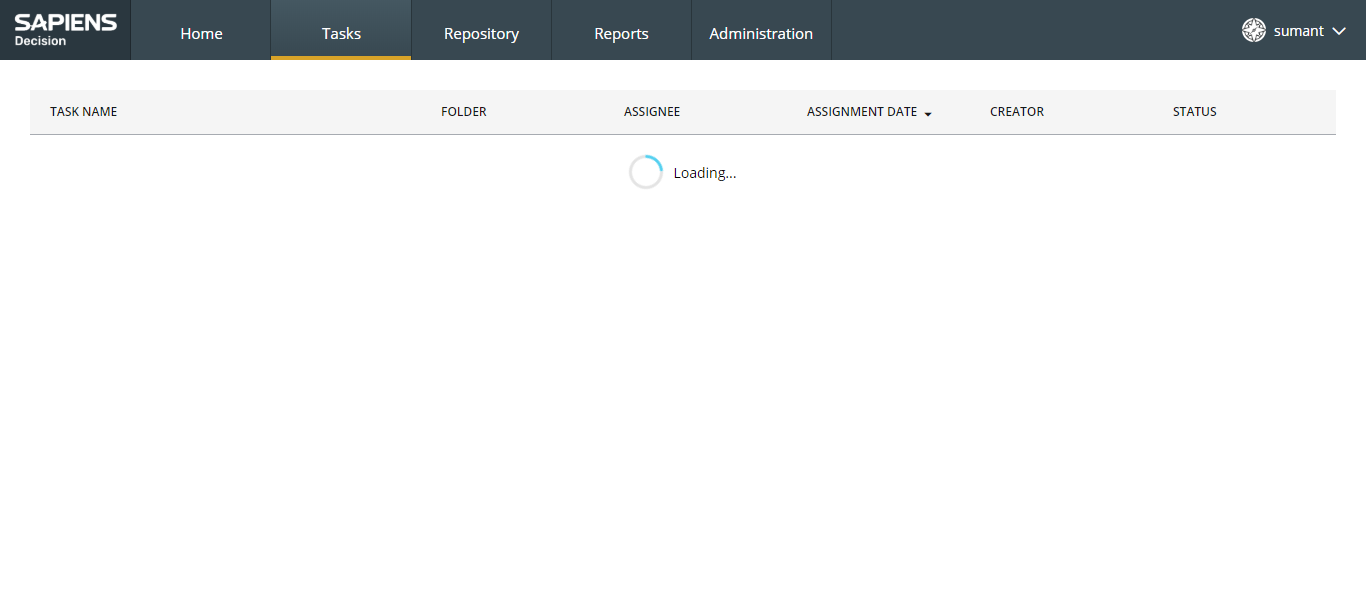 SAPIENS
Decision
Home
Tasks
Repository
Reports
Administration
sumant
TASK NAME
FOLDER
ASSIGNEE
ASSIGNMENT DATE
CREATOR
STATUS
Loading...